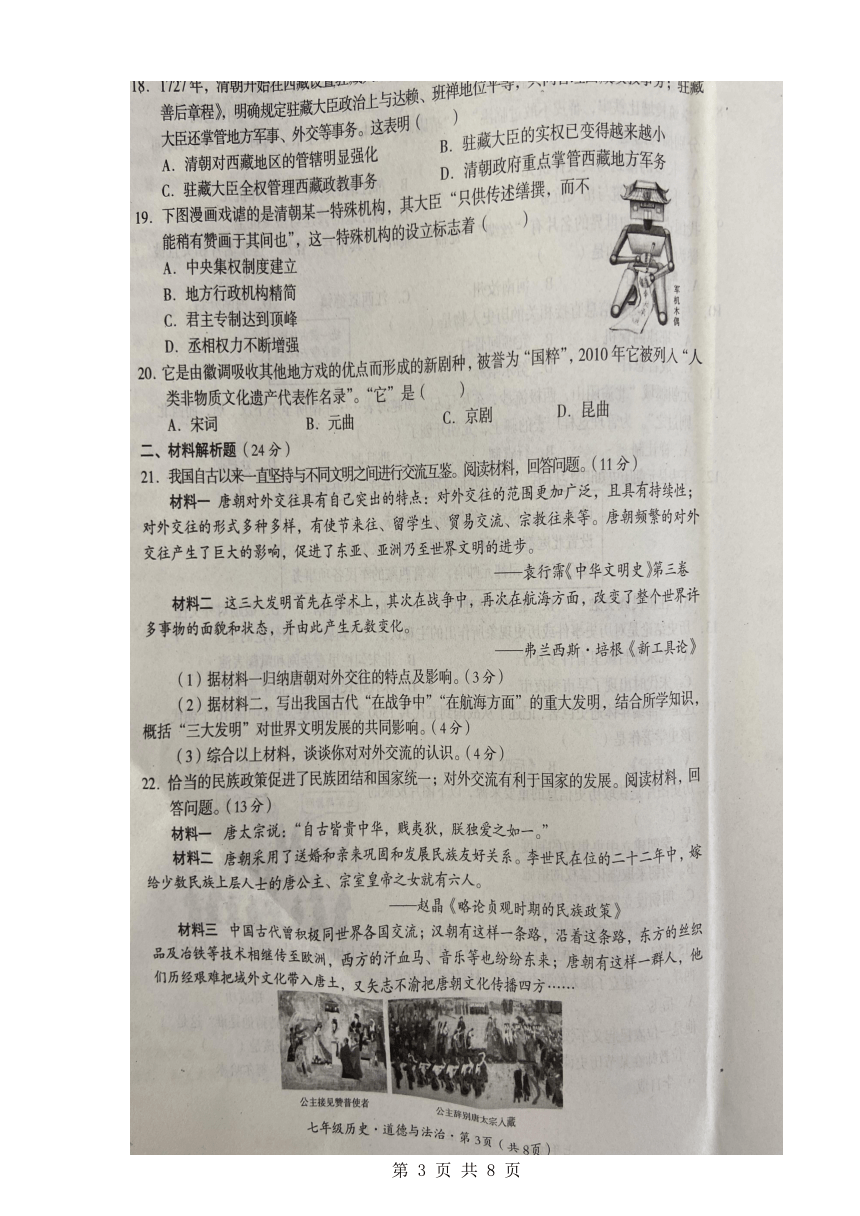 18. 1727年，清朝开始在西藏设置驻藏
善后章程》，明确规定驻藏大臣政治上与达赖、班禅地位平等，共同管理西藏政教事务；驻藏
大臣还掌管地方军事、外交等事务。这表明（　　）
A. 清朝对西藏地区的管辖明显强化
B. 驻藏大臣的实权已变得越来越小
C. 驻藏大臣全权管理西藏政教事务
D. 清朝政府重点掌管西藏地方军务
19. 下图漫画戏谑的是清朝某一特殊机构，其大臣“只供传述缮撰，而不
能稍有赞画于其间也”，这一特殊机构的设立标志着（　　）
A. 中央集权制度建立
B. 地方行政机构精简
C. 君主专制达到顶峰
D. 丞相权力不断增强
军机木偶
20. 它是由徽调吸收其他地方戏的优点而形成的新剧种，被誉为“国粹”，2010年它被列入“人
类非物质文化遗产代表作名录”。“它”是（　　）
A. 宋词 B. 元曲 C. 京剧 D. 昆曲
二、材料解析题（24分）
21. 我国自古以来一直坚持与不同文明之间进行交流互鉴。阅读材料，回答问题。（11分）
材料一 唐朝对外交往具有自己突出的特点：对外交往的范围更加广泛，且具有持续性；
对外交往的形式多种多样，有使节来往、留学生、贸易交流、宗教往来等。唐朝频繁的对外
交往产生了巨大的影响，促进了东亚、亚洲乃至世界文明的进步。
——袁行霈《中华文明史》第三卷
材料二 这三大发明首先在学术上，其次在战争中，再次在航海方面，改变了整个世界许
多事物的面貌和状态，并由此产生无数变化。
——弗兰西斯·培根《新工具论》
（1）据材料一归纳唐朝对外交往的特点及影响。（3分）
（2）据材料二，写出我国古代“在战争中”“在航海方面”的重大发明，结合所学知识，
概括“三大发明”对世界文明发展的共同影响。（4分）
（3）综合以上材料，谈谈你对对外交流的认识。（4分）
22. 恰当的民族政策促进了民族团结和国家统一；对外交流有利于国家的发展。阅读材料，回
答问题。（13分）
材料一 唐太宗说：“自古皆贵中华，贱夷狄，朕独爱之如一。”
材料二 唐朝采用了送婚和亲来巩固和发展民族友好关系。李世民在位的二十二年中，嫁
给少数民族上层人士的唐公主、宗室皇帝之女就有六人。
——赵晶《略论贞观时期的民族政策》
材料三 中国古代曾积极同世界各国交流；汉朝有这样一条路，沿着这条路，东方的丝织
品及冶铁等技术相继传至欧洲，西方的汗血马、音乐等也纷纷东来；唐朝有这样一群人，他
们历经艰难把域外文化带入唐土，又矢志不渝把唐朝文化传播四方……
公主接见赞普使者
公主辞别唐太宗入藏
七年级历史·道德与法治·第3页（共8页）
第 3 页 共 8 页